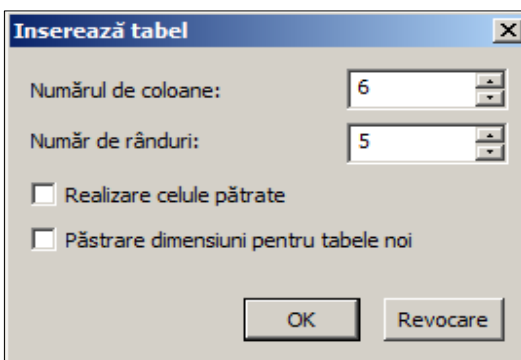 Inserează tabel
Numărul de coloane: 6
Număr de rânduri: 5
Realizare celule pătrate
Păstrare dimensiuni pentru tabele noi
OK Revocare